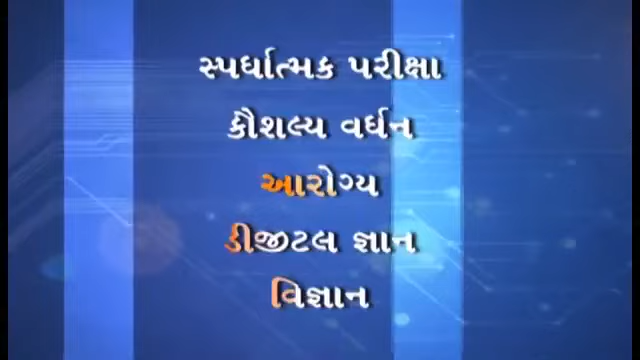 સ્પર્ધાત્મક પરીક્ષા
કૌશલ્ય વર્ધન
આરોગ્ય
ડીજીટલ જ્ઞાન
વિજ્ઞાન